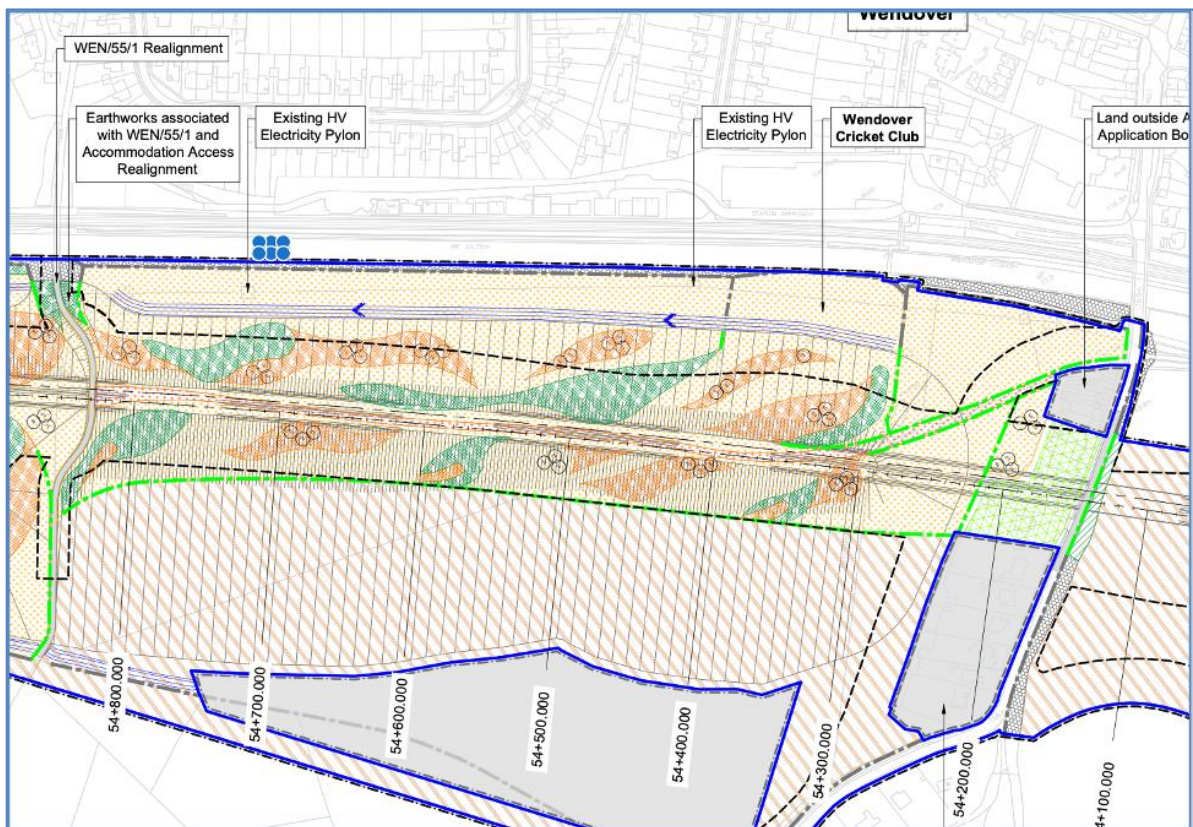 Wendover
WEN/55/1 Realignment
Earthworks associated
with WEN/55/1 and
Accommodation Access
Realignment
Existing HV
Electricity Pylon
Existing HV
Electricity Pylon
Wendover
Cricket Club
Land outside A
Application Bo
STATION APPROACH
54+800.000
54+700.000
54+600.000
54+500.000
54+400.000
54+300.000
54+200.000
4+100.000